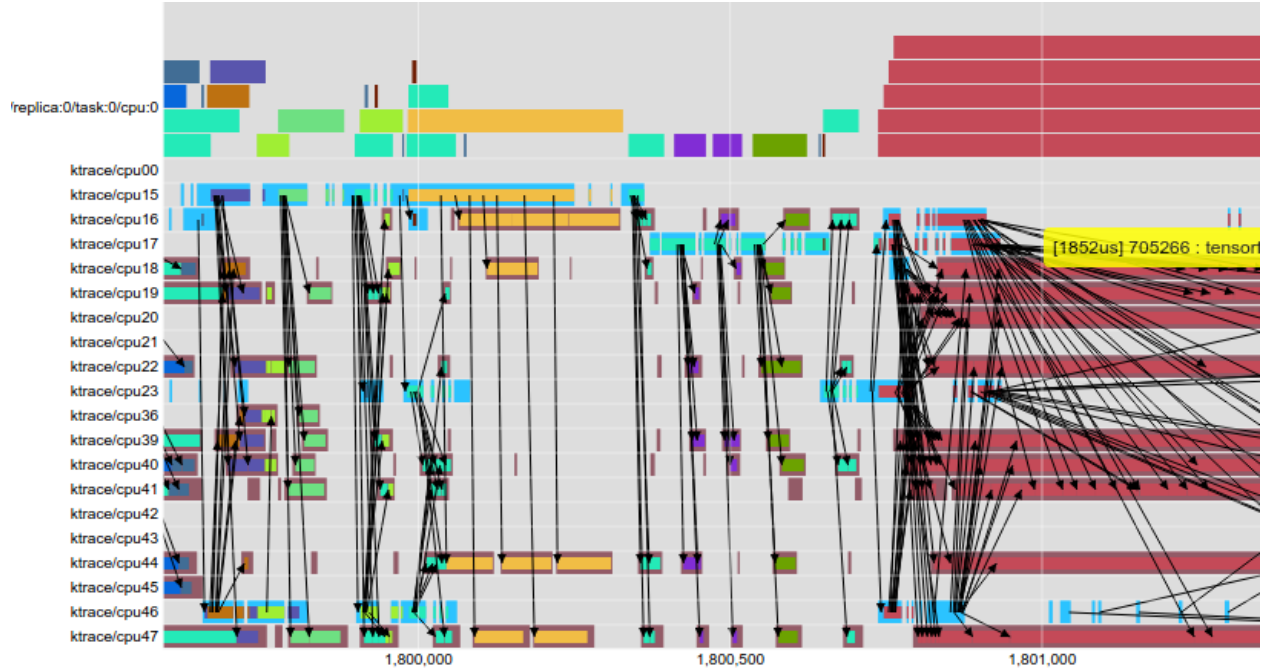 /replica:0/task:0/cpu:0
ktrace/cpu00
ktrace/cpu15
ktrace/cpu16
ktrace/cpu17
[1852us] 705266 : tensorf
ktrace/cpu18
ktrace/cpu19
ktrace/cpu20
ktrace/cpu21
ktrace/cpu22
ktrace/cpu23
ktrace/cpu36
ktrace/cpu39
ktrace/cpu40
ktrace/cpu41
ktrace/cpu42
ktrace/cpu43
ktrace/cpu44
ktrace/cpu45
ktrace/cpu46
ktrace/cpu47
1,800,000 1,800,500 1,801,000